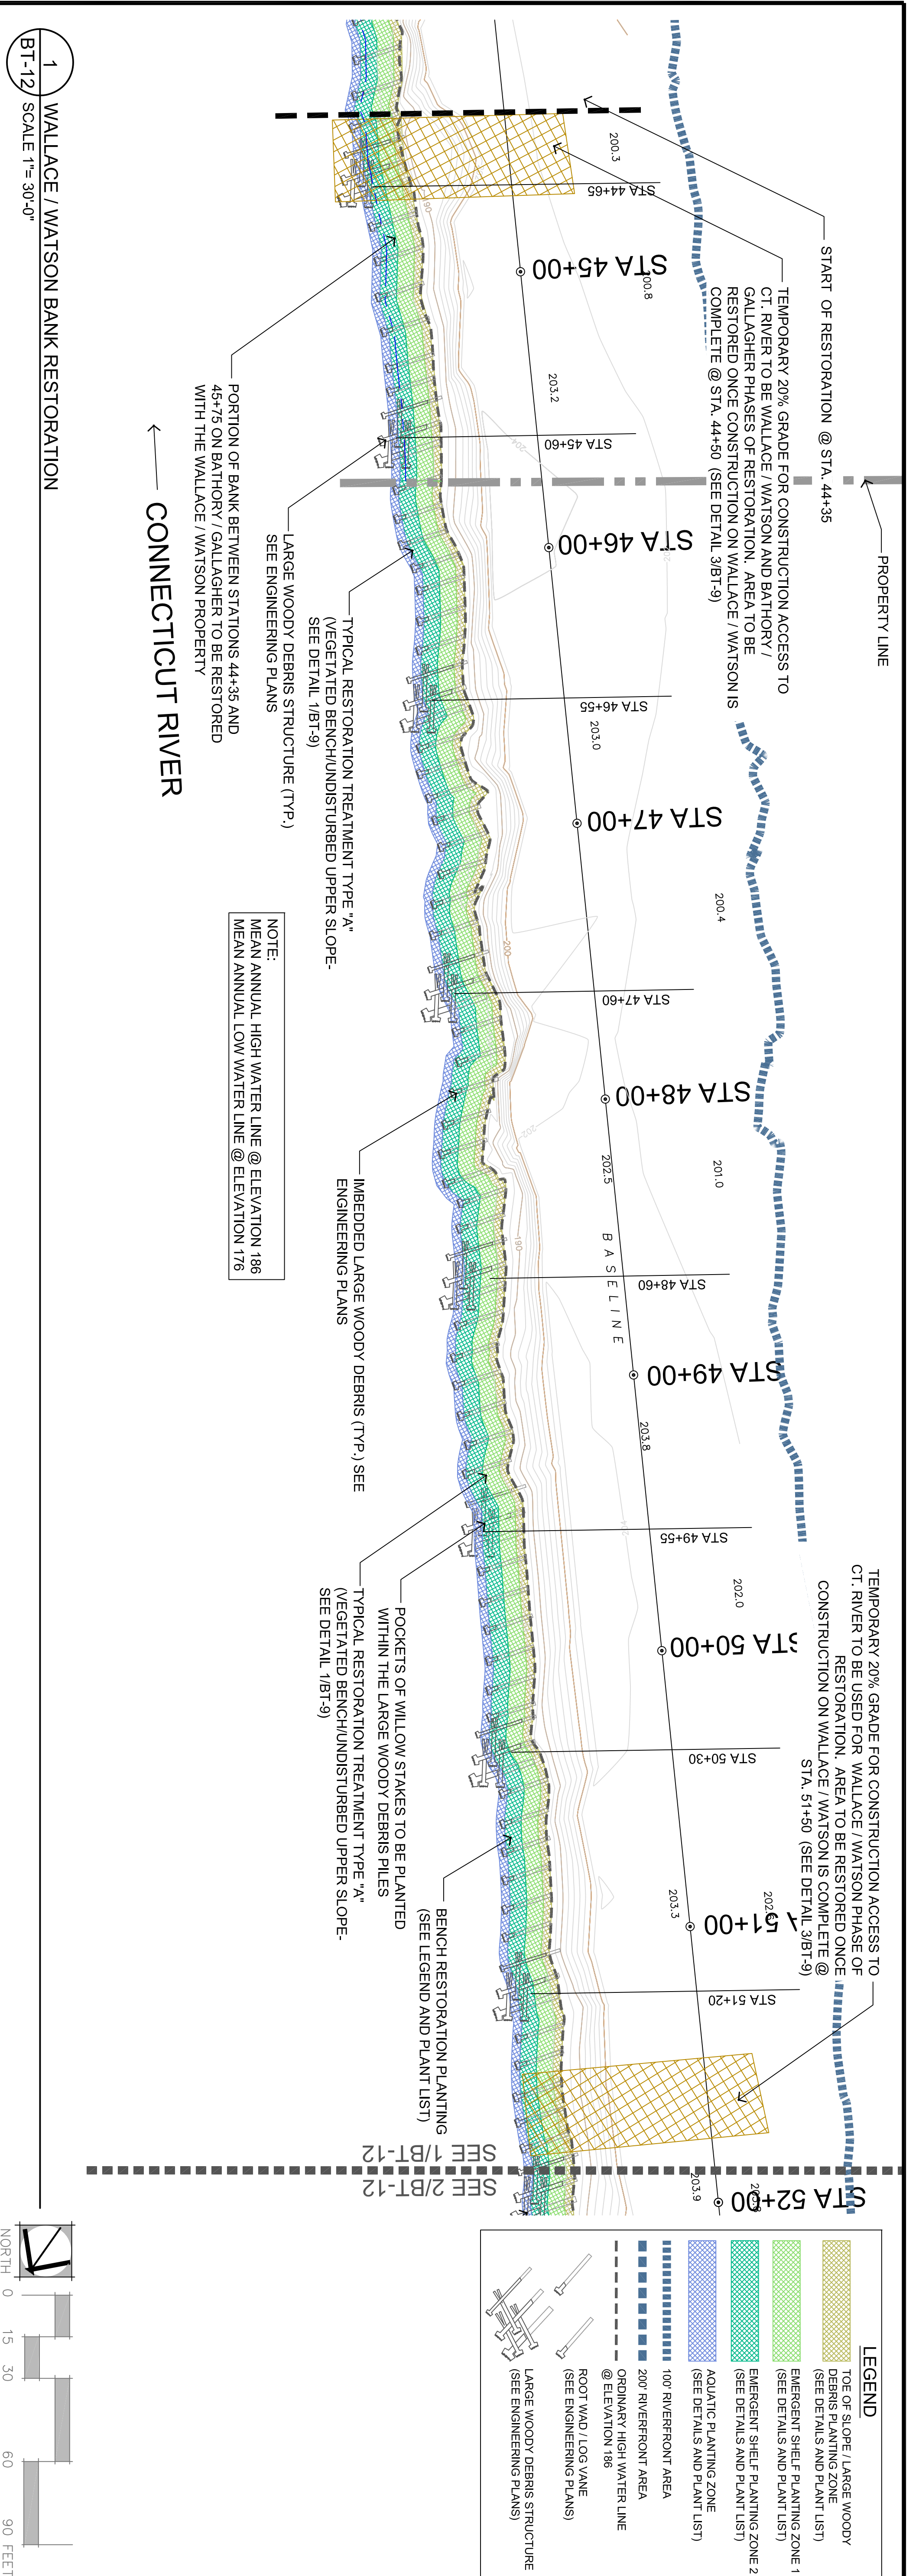 START OF RESTORATION @ STA. 44+35
PROPERTY LINE
TEMPORARY 20% GRADE FOR CONSTRUCTION ACCESS TO
CT. RIVER TO BE WALLACE / WATSON AND BATHORY /
GALLAGHER PHASES OF RESTORATION. AREA TO BE
RESTORED ONCE CONSTRUCTION ON WALLACE / WATSON IS
COMPLETE @ STA. 44+50 (SEE DETAIL 3/BT-9)
TEMPORARY 20% GRADE FOR CONSTRUCTION ACCESS TO
CT. RIVER TO BE USED FOR WALLACE / WATSON PHASE OF
RESTORATION. AREA TO BE RESTORED ONCE
CONSTRUCTION ON WALLACE / WATSON IS COMPLETE @
STA. 51+50 (SEE DETAIL 3/BT-9)
STA 45+00
STA 46+00
STA 47+00
STA 48+00
STA 49+00
STA 50+00
A 51+00
STA 52+00
STA 44+65
STA 45+60
STA 46+55
STA 47+60
STA 48+60
STA 49+55
STA 50+30
STA 51+20
200.3
203.2
203.0
200.4
201.0
202.5
203.8
202.0
203.3
203.9
190
204
200
202
190
BASELINE
PORTION OF BANK BETWEEN STATIONS 44+35 AND
45+75 ON BATHORY / GALLAGHER TO BE RESTORED
WITH THE WALLACE / WATSON PROPERTY
LARGE WOODY DEBRIS STRUCTURE (TYP.)
SEE ENGINEERING PLANS
TYPICAL RESTORATION TREATMENT TYPE "A"
(VEGETATED BENCH/UNDISTURBED UPPER SLOPE-
SEE DETAIL 1/BT-9)
CONNECTICUT RIVER
NOTE:
MEAN ANNUAL HIGH WATER LINE @ ELEVATION 186
MEAN ANNUAL LOW WATER LINE @ ELEVATION 176
IMBEDDED LARGE WOODY DEBRIS (TYP.) SEE
ENGINEERING PLANS
POCKETS OF WILLOW STAKES TO BE PLANTED
WITHIN THE LARGE WOODY DEBRIS PILES
TYPICAL RESTORATION TREATMENT TYPE "A"
(VEGETATED BENCH/UNDISTURBED UPPER SLOPE-
SEE DETAIL 1/BT-9)
BENCH RESTORATION PLANTING
(SEE LEGEND AND PLANT LIST)
SEE 1/BT-12
SEE 2/BT-12
LEGEND
TOE OF SLOPE / LARGE WOODY
DEBRIS PLANTING ZONE
(SEE DETAILS AND PLANT LIST)
EMERGENT SHELF PLANTING ZONE 1
(SEE DETAILS AND PLANT LIST)
EMERGENT SHELF PLANTING ZONE 2
(SEE DETAILS AND PLANT LIST)
AQUATIC PLANTING ZONE
(SEE DETAILS AND PLANT LIST)
100' RIVERFRONT AREA
200' RIVERFRONT AREA
ORDINARY HIGH WATER LINE
@ ELEVATION 186
ROOT WAD / LOG VANE
(SEE ENGINEERING PLANS)
LARGE WOODY DEBRIS STRUCTURE
(SEE ENGINEERING PLANS)
1
BT-12
WALLACE / WATSON BANK RESTORATION
SCALE 1"= 30'-0"
NORTH
0 15 30 60 90 FEET